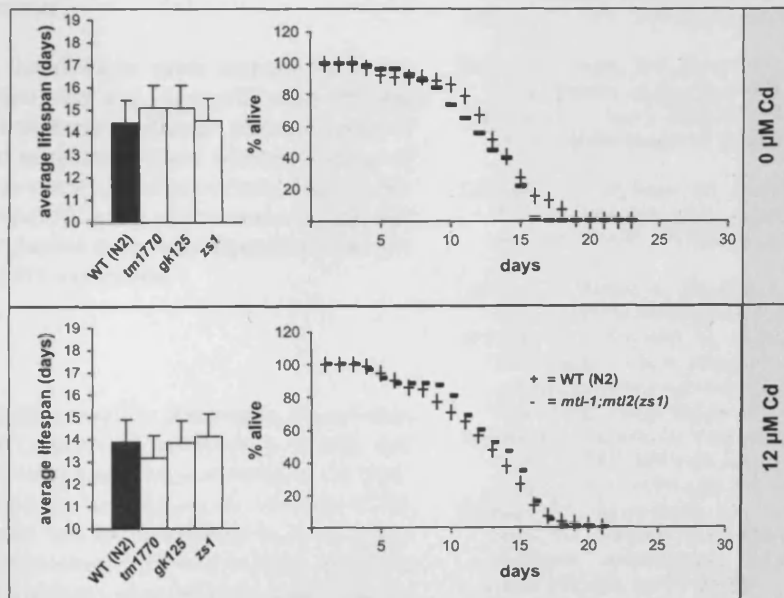 average lifespan (days)
19
18
17
16
15
14
13
12
11
10
WT (N2)
tm1770
gk125
zs1
% alive
120
100
80
60
40
20
5
10
15
20
25
30
days
0 µM Cd
average lifespan (days)
19
18
17
16
15
14
13
12
11
10
WT (N2)
tm1770
gk125
zs1
% alive
120
100
80
60
40
20
5
10
15
20
25
30
days
+ = WT (N2)
- = mtl-1;mtl2(zs1)
12 µM Cd